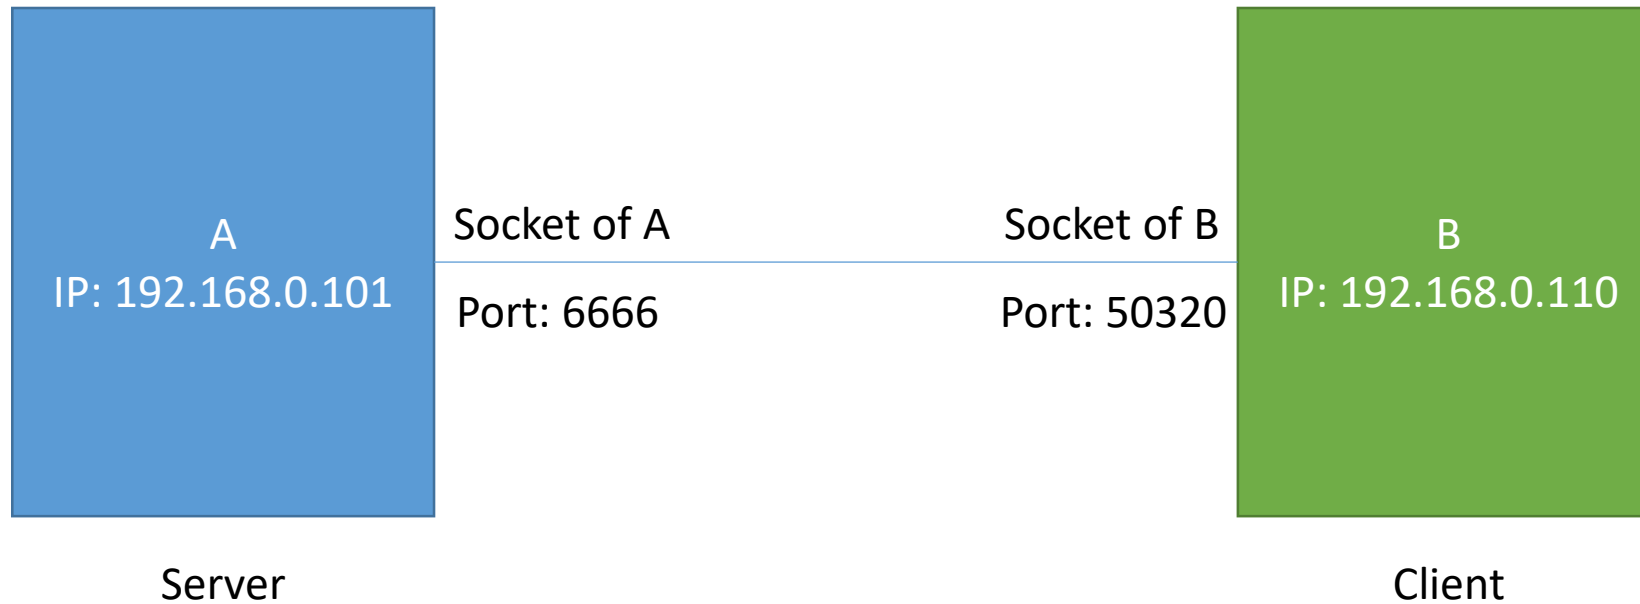 A
IP: 192.168.0.101
Socket of A
Port: 6666
Socket of B
Port: 50320
B
IP: 192.168.0.110
Server
Client